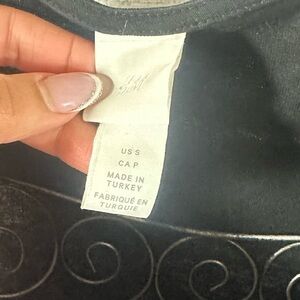 US S
CA P
MADE IN
TURKEY
FABRIQUÉ EN
TURQUIE